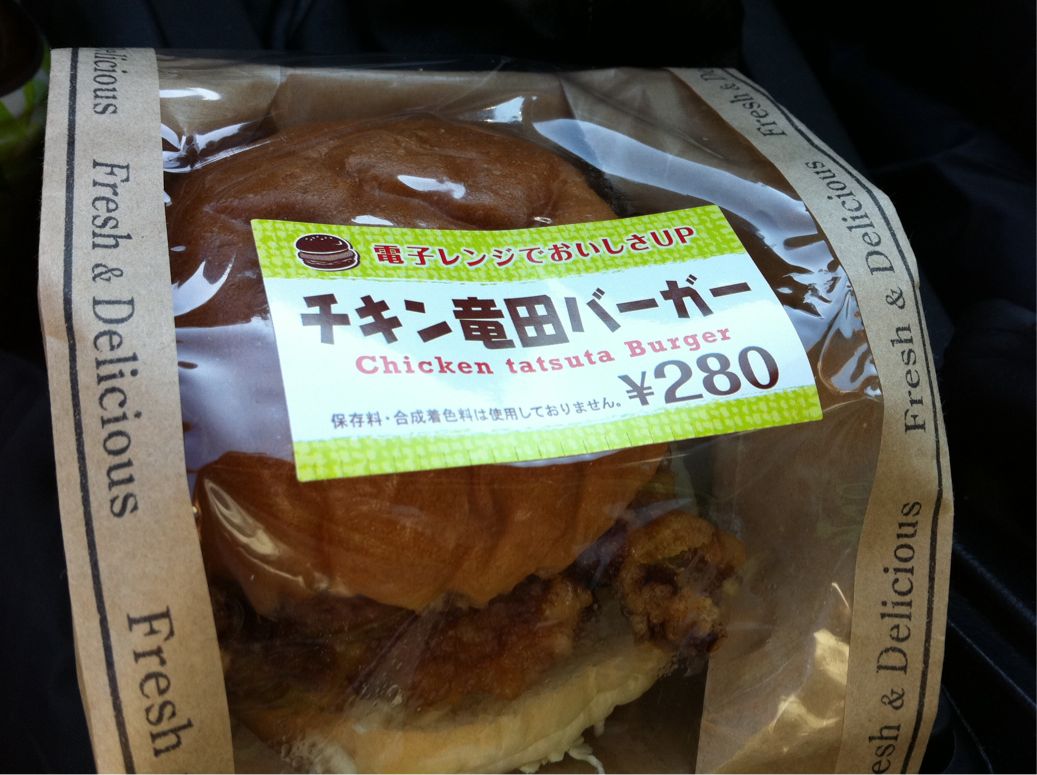 電子レンジでおいしさUP
チキン竜田バーガー
Chicken tatsuta Burger
¥280
保存料・合成着色料は使用しておりません。
elicious
Fresh & Delicious
Fresh
Fresh & D
Fresh & Delicious
esh & Delicious